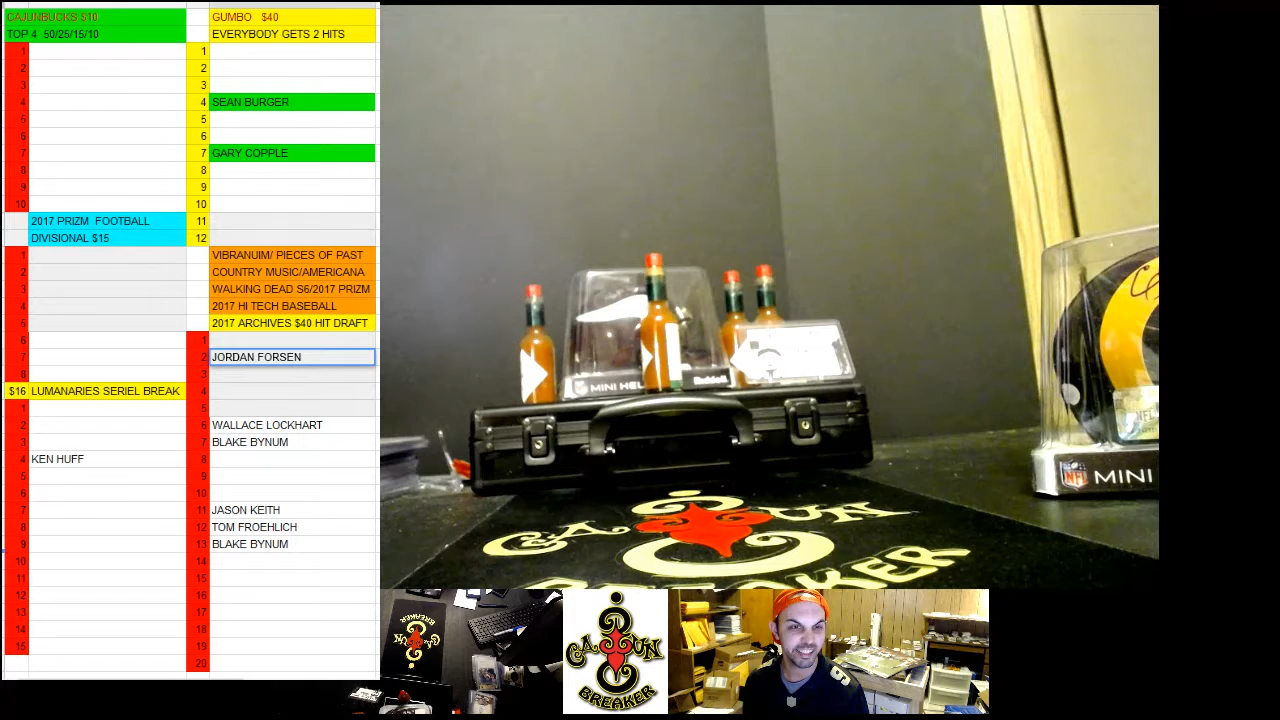 CAJUNBUCKS $10
TOP 4 50/25/15/10
1
2
3
4
5
6
7
8
9
10
2017 PRIZM FOOTBALL
DIVISIONAL $15
1
2
3
4
5
6
7
8
$16 LUMANARIES SERIEL BREAK
1
2
3
4 KEN HUFF
5
6
7
8
9
10
11
12
13
14
15
GUMBO $40
EVERYBODY GETS 2 HITS
1
2
3
4 SEAN BURGER
5
6
7 GARY COPPLE
8
9
10
11
12
VIBRANUIM/ PIECES OF PAST
COUNTRY MUSIC/AMERICANA
WALKING DEAD S6/2017 PRIZM
2017 HI TECH BASEBALL
2017 ARCHIVES $40 HIT DRAFT
1
2 JORDAN FORSEN
3
4
5
6 WALLACE LOCKHART
7 BLAKE BYNUM
8
9
10
11 JASON KEITH
12 TOM FROEHLICH
13 BLAKE BYNUM
14
15
16
17
18
19
20
MINI HEL
NFL
MINI
CAJUN
BREAKER
CAJUN
BREAKER
CAJUN
BREAKER
9